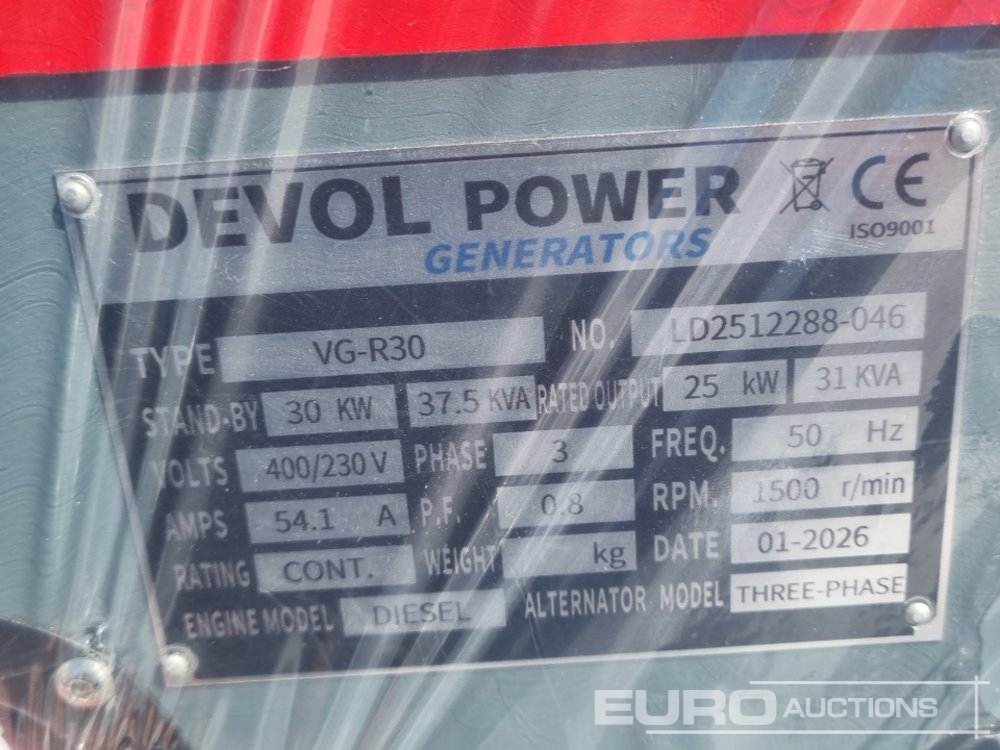 DEVOL POWER
GENERATORS
CE
ISO9001
TYPE VG-R30 NO. LD2512288-046
STAND-BY 30 KW 37.5 KVA RATED OUTPUT 25 kW 31 KVA
VOLTS 400/230 V PHASE 3 FREQ. 50 Hz
AMPS 54.1 A P.F. 0.8 RPM. 1500 r/min
RATING CONT. WEIGHT kg DATE 01-2026
ENGINE MODEL DIESEL ALTERNATOR MODEL THREE-PHASE
EURO AUCTIONS